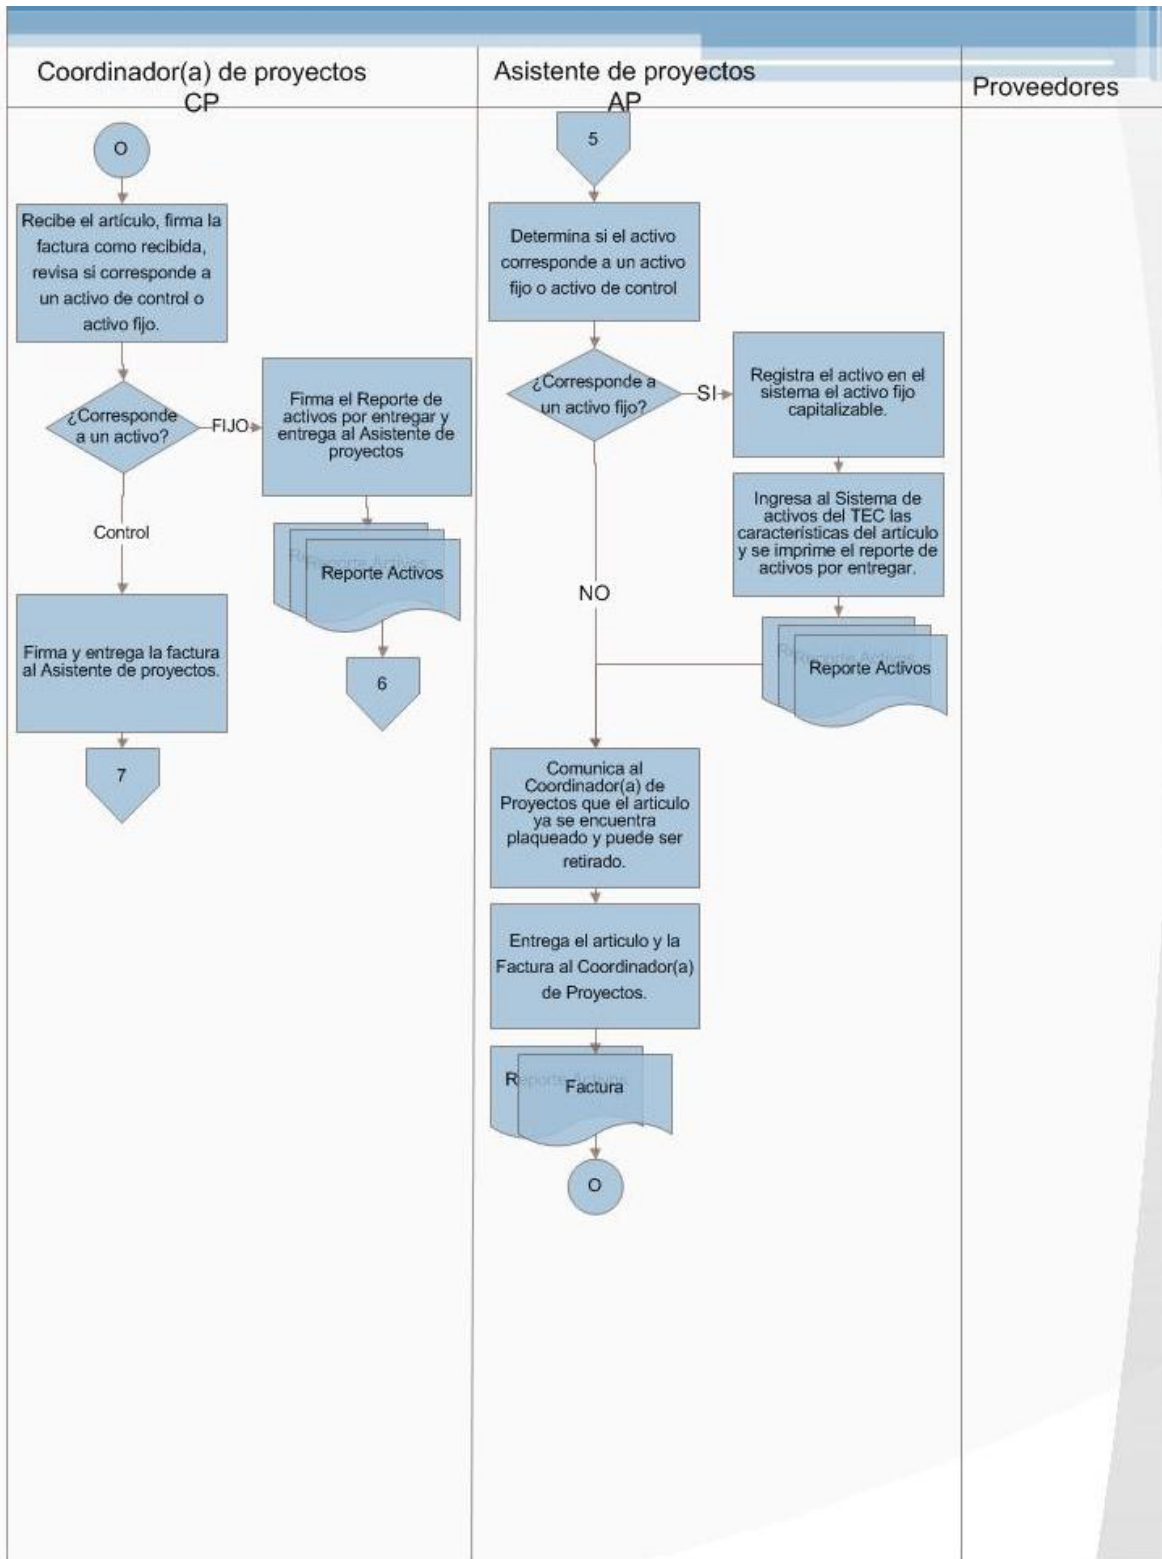 Coordinador(a) de proyectos
CP
Asistente de proyectos
AP
Proveedores
O
Recibe el artículo, firma la
factura como recibida,
revisa si corresponde a
un activo de control o
activo fijo.
¿Corresponde
a un activo?
FIJO
Firma el Reporte de
activos por entregar y
entrega al Asistente de
proyectos
Reporte Activos
6
Control
Firma y entrega la factura
al Asistente de proyectos.
7
5
Determina si el activo
corresponde a un activo
fijo o activo de control
¿Corresponde a
un activo fijo?
SI
Registra el activo en el
sistema el activo fijo
capitalizable.
Ingresa al Sistema de
activos del TEC las
características del artículo
y se imprime el reporte de
activos por entregar.
Reporte Activos
NO
Comunica al
Coordinador(a) de
Proyectos que el articulo
ya se encuentra
plaqueado y puede ser
retirado.
Entrega el articulo y la
Factura al Coordinador(a)
de Proyectos.
Reporte Activos
Factura
O